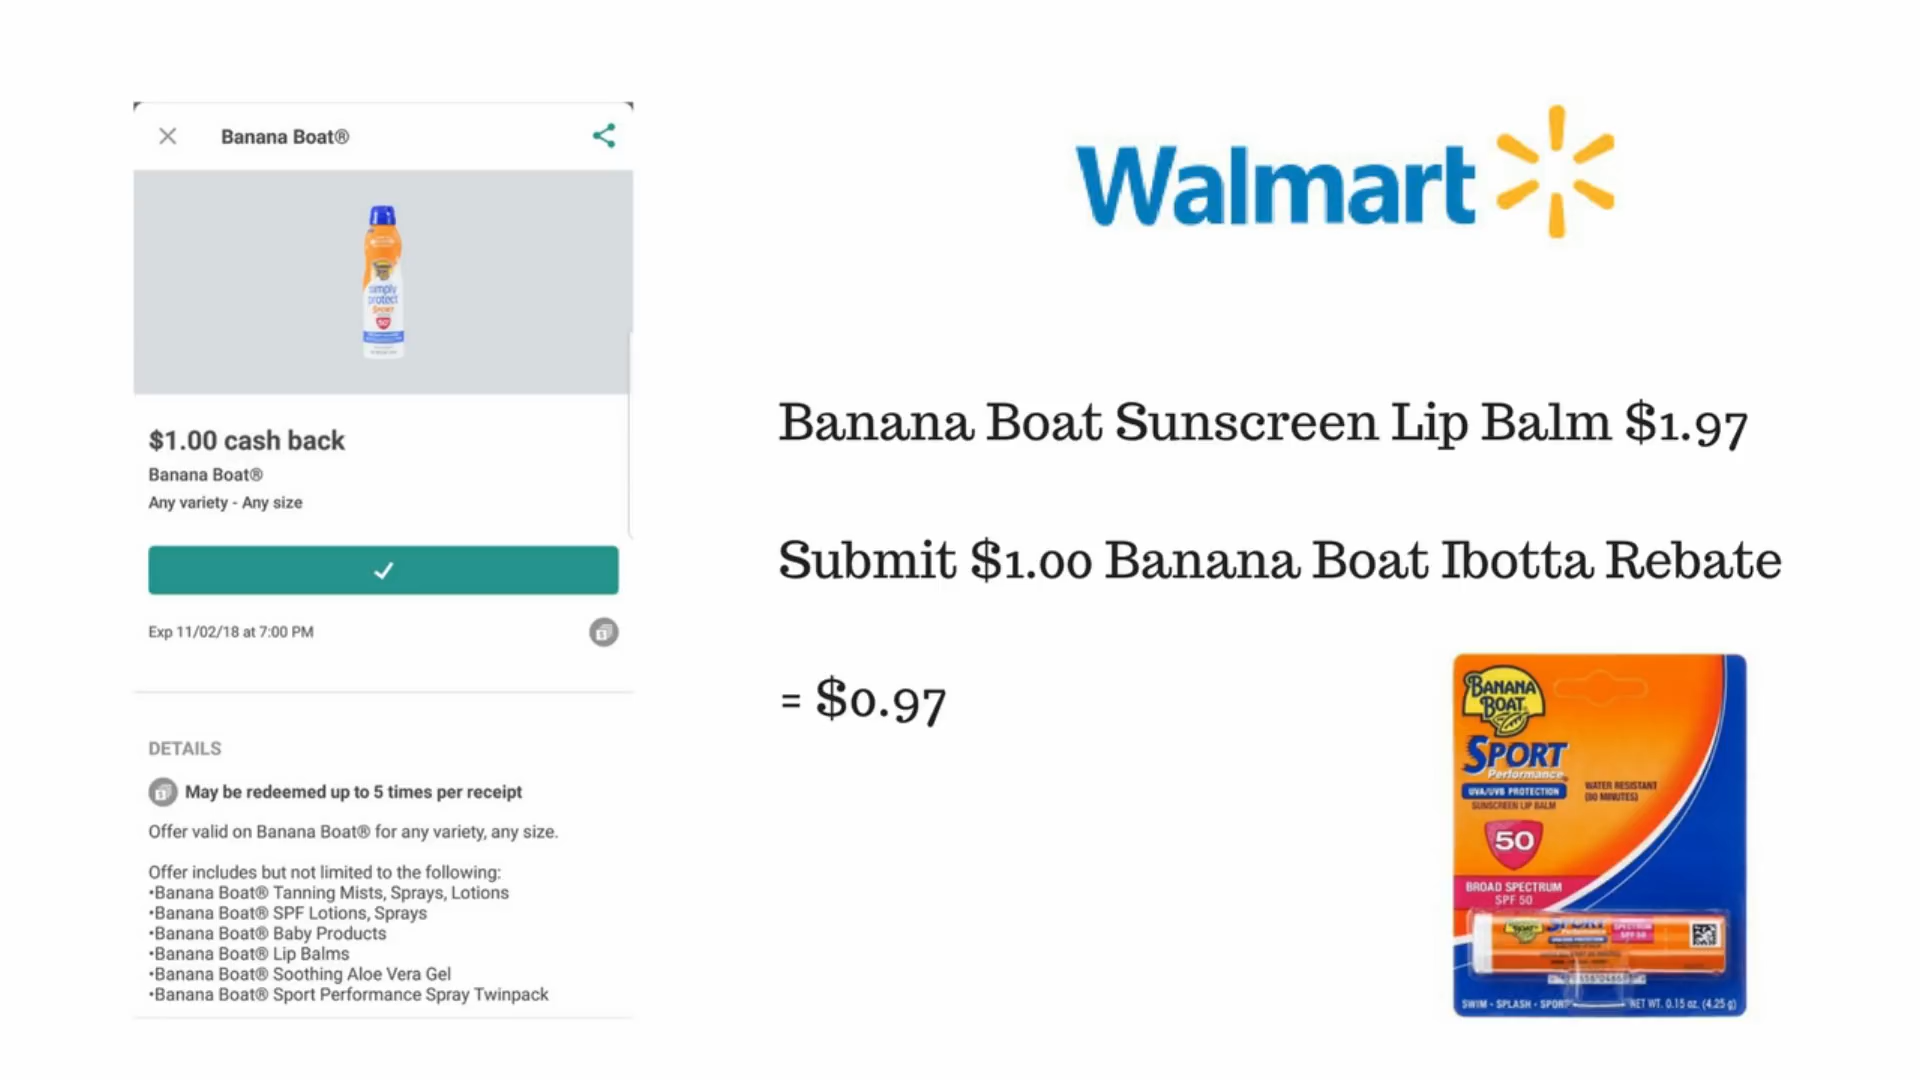 Banana Boat®
simply
protect
SPORT
50
$1.00 cash back
Banana Boat®
Any variety - Any size
Exp 11/02/18 at 7:00 PM
DETAILS
May be redeemed up to 5 times per receipt
Offer valid on Banana Boat® for any variety, any size.
Offer includes but not limited to the following:
•Banana Boat® Tanning Mists, Sprays, Lotions
•Banana Boat® SPF Lotions, Sprays
•Banana Boat® Baby Products
•Banana Boat® Lip Balms
•Banana Boat® Soothing Aloe Vera Gel
•Banana Boat® Sport Performance Spray Twinpack
Walmart
Banana Boat Sunscreen Lip Balm $1.97
Submit $1.00 Banana Boat Ibotta Rebate
= $0.97
BANANA
BOAT
SPORT
Performance
UVA/UVB PROTECTION
SUNSCREEN LIP BALM
WATER RESISTANT
(80 MINUTES)
50
BROAD SPECTRUM
SPF 50
SPORT
SWIM - SPLASH - SPORT
NET WT. 0.15 oz. (4.25 g)